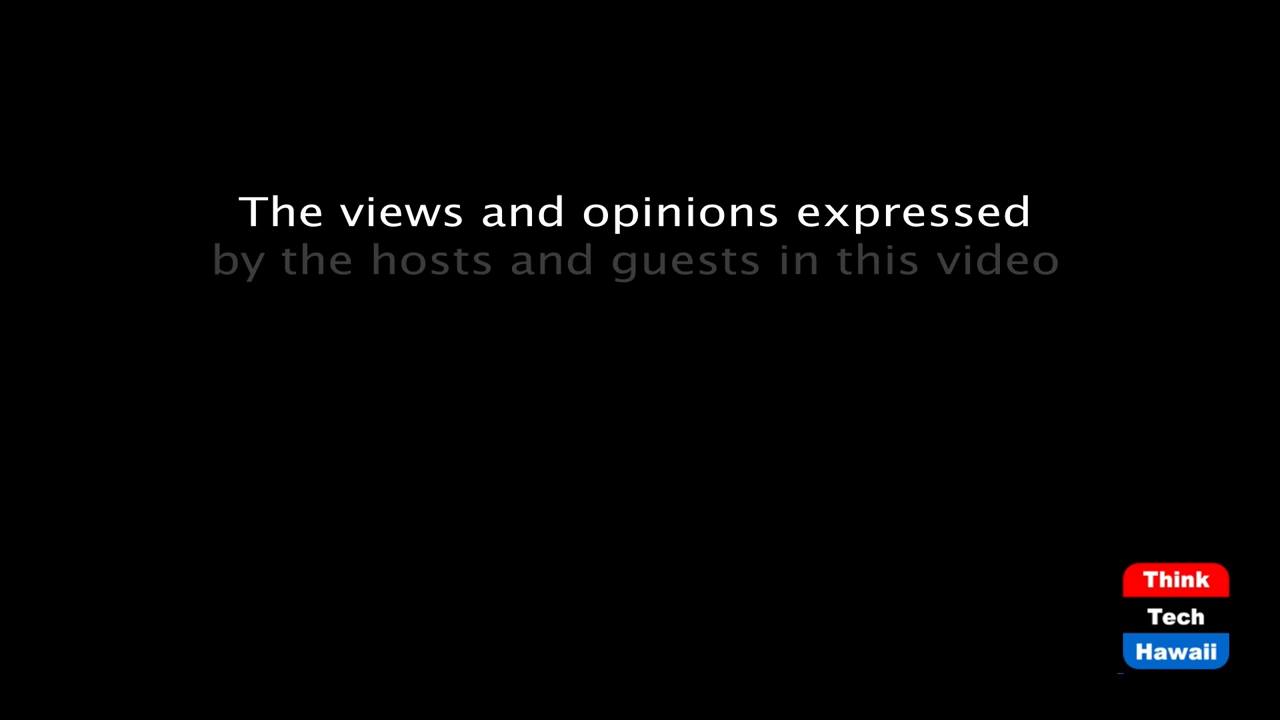 The views and opinions expressed
by the hosts and guests in this video
Think
Tech
Hawaii